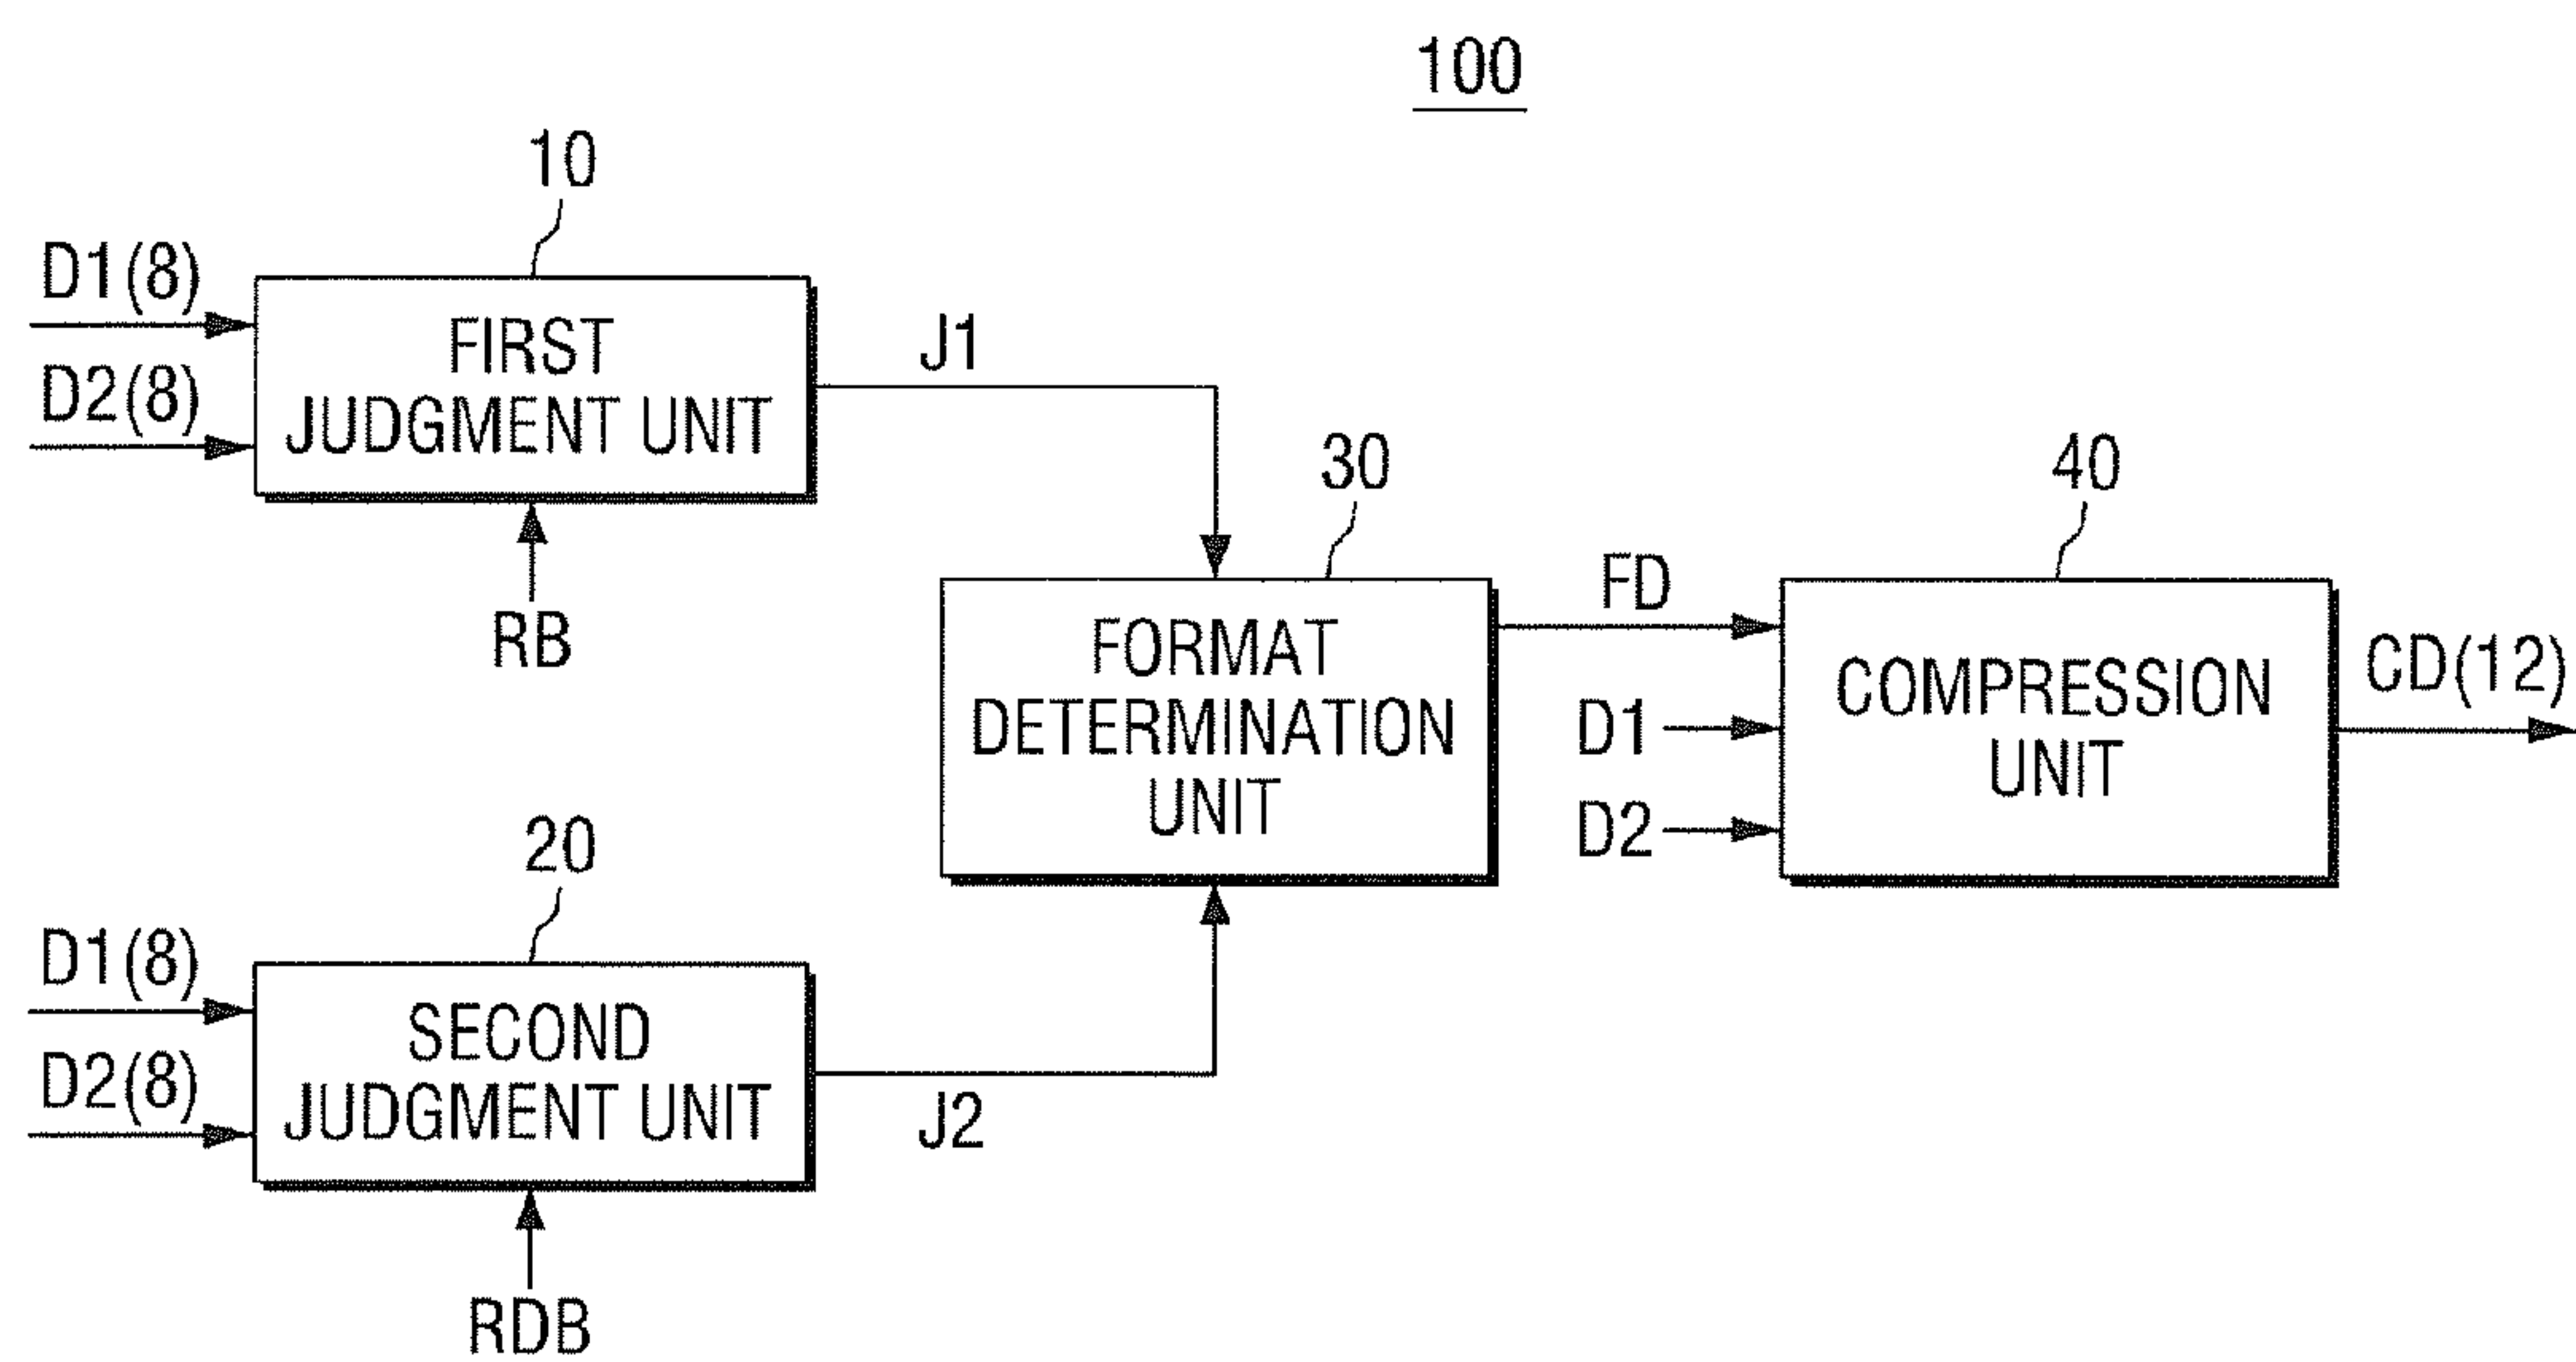 100
10
D1(8)
D2(8)
FIRST
JUDGMENT UNIT
J1
RB
30
40
FORMAT
DETERMINATION
UNIT
FD
D1
D2
COMPRESSION
UNIT
CD(12)
20
D1(8)
D2(8)
SECOND
JUDGMENT UNIT
J2
RDB